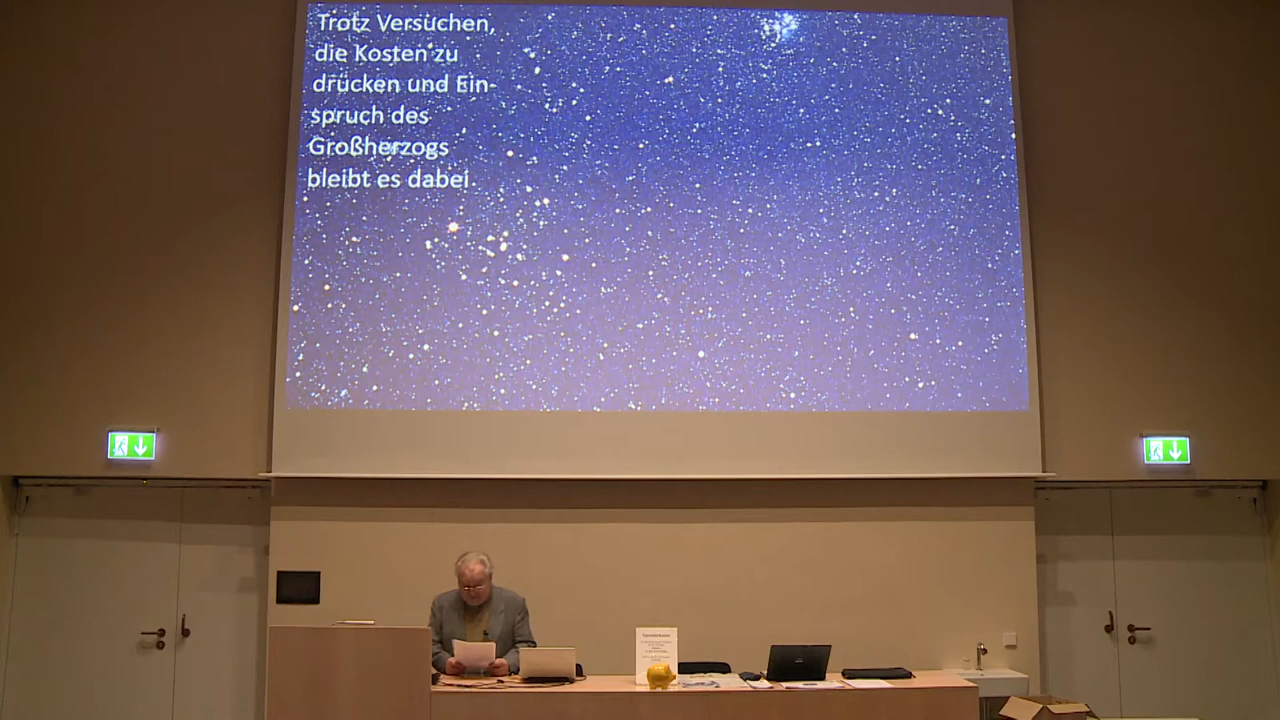 Trotz Versuchen,
die Kosten zu
drücken und Ein-
spruch des
Großherzogs
bleibt es dabei.